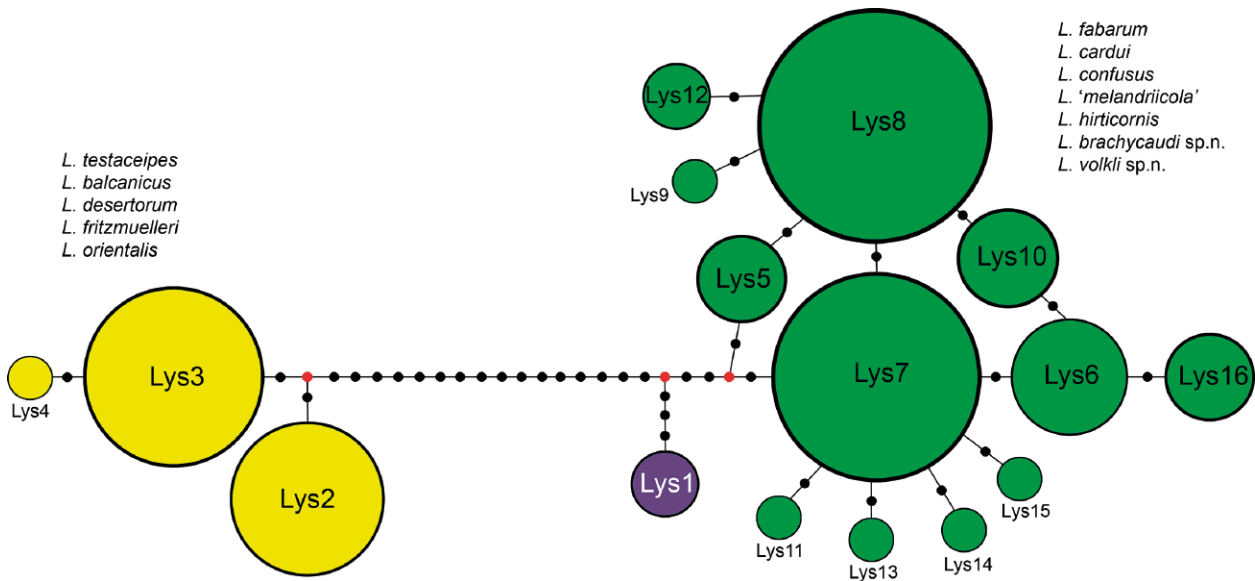 L. testaceipes
L. balcanicus
L. desertorum
L. fritzmuelleri
L. orientalis
L. fabarum
L. cardui
L. confusus
L. 'melandriicola'
L. hirticornis
L. brachycaudi sp.n.
L. volkli sp.n.
Lys12
Lys8
Lys9
Lys10
Lys5
Lys4
Lys3
Lys7
Lys6
Lys16
Lys2
Lys1
Lys15
Lys11
Lys13
Lys14